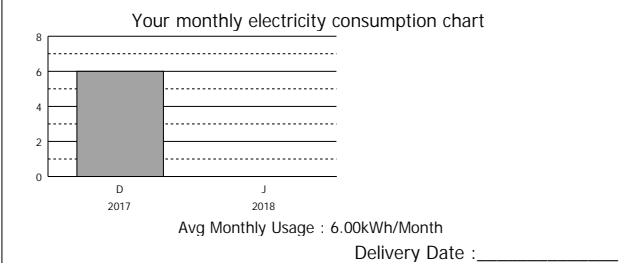 Your monthly electricity consumption chart
8
6
4
2
0
D J
2017 2018
Avg Monthly Usage : 6.00kWh/Month
Delivery Date :_______________